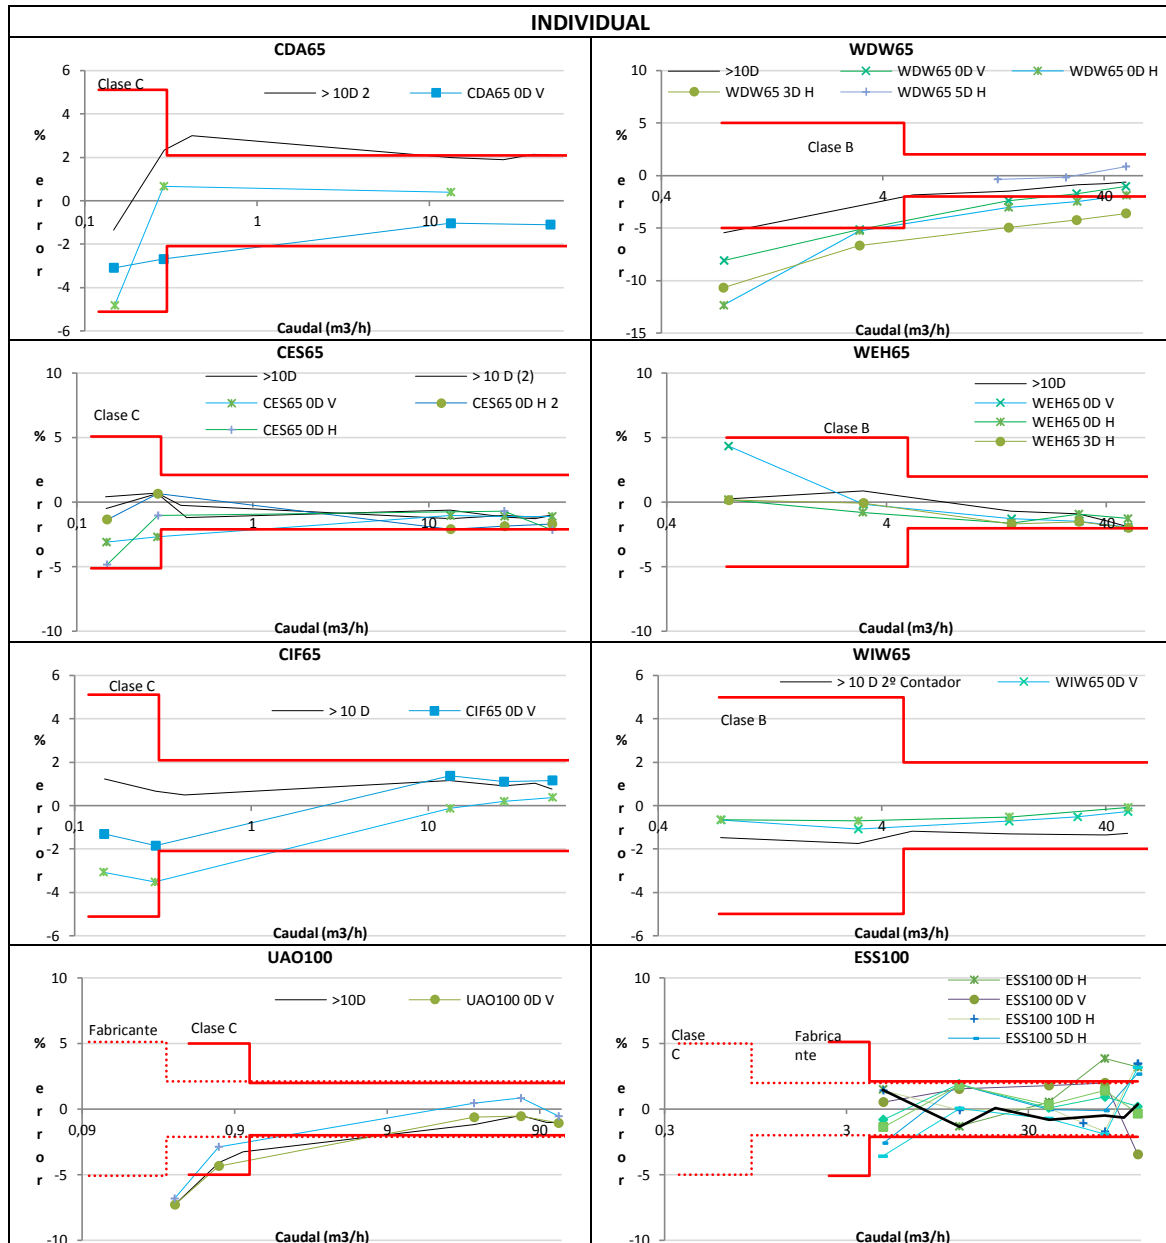 INDIVIDUAL
CDA65
Clase C
> 10D 2
CDA65 0D V
% error
6
4
2
0
-2
-4
-6
0,1
1
10
Caudal (m3/h)
WDW65
>10D
WDW65 0D V
WDW65 0D H
WDW65 3D H
WDW65 5D H
Clase B
% error
10
5
0
-5
-10
-15
0,4
4
40
Caudal (m3/h)
CES65
>10D
> 10 D (2)
CES65 0D V
CES65 0D H 2
CES65 0D H
Clase C
% error
10
5
0
-5
-10
0,1
1
10
Caudal (m3/h)
WEH65
>10D
WEH65 0D V
WEH65 0D H
WEH65 3D H
Clase B
% error
10
5
0
-5
-10
0,4
4
40
Caudal (m3/h)
CIF65
Clase C
> 10 D
CIF65 0D V
% error
6
4
2
0
-2
-4
-6
0,1
1
10
Caudal (m3/h)
WIW65
> 10 D 2º Contador
WIW65 0D V
Clase B
% error
6
4
2
0
-2
-4
-6
0,4
4
40
Caudal (m3/h)
UAO100
>10D
UAO100 0D V
Fabricante
Clase C
% error
10
5
0
-5
-10
0,09
0,9
9
90
Caudal (m3/h)
ESS100
ESS100 0D H
ESS100 0D V
ESS100 10D H
ESS100 5D H
Clase
C
Fabrica
nte
% error
10
5
0
-5
-10
0,3
3
30
Caudal (m3/h)